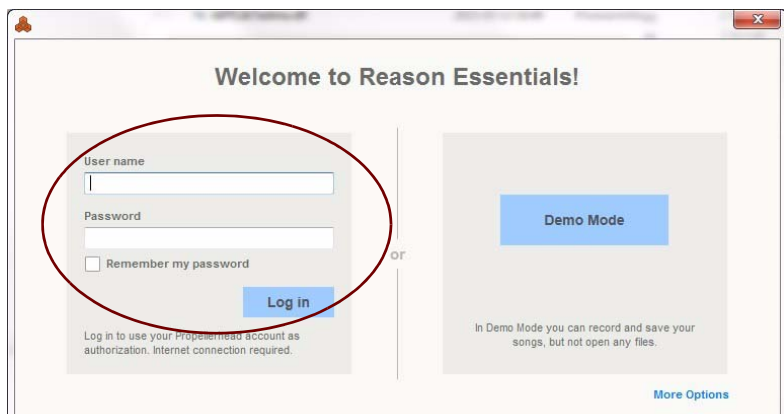 Welcome to Reason Essentials!
User name
Password
Remember my password
Log in
Log in to use your Propellerhead account as
authorization. Internet connection required.
or
Demo Mode
In Demo Mode you can record and save your
songs, but not open any files.
More Options